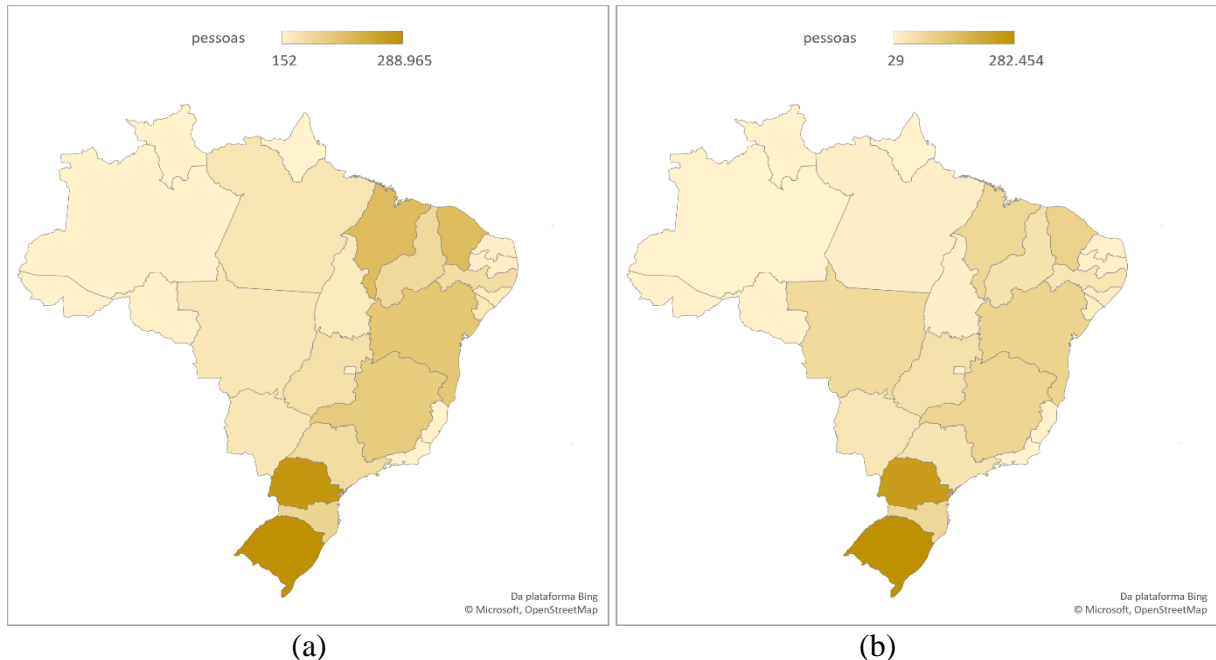 pessoas
152 288.965
Da plataforma Bing
© Microsoft, OpenStreetMap
(a)
pessoas
29 282.454
Da plataforma Bing
© Microsoft, OpenStreetMap
(b)